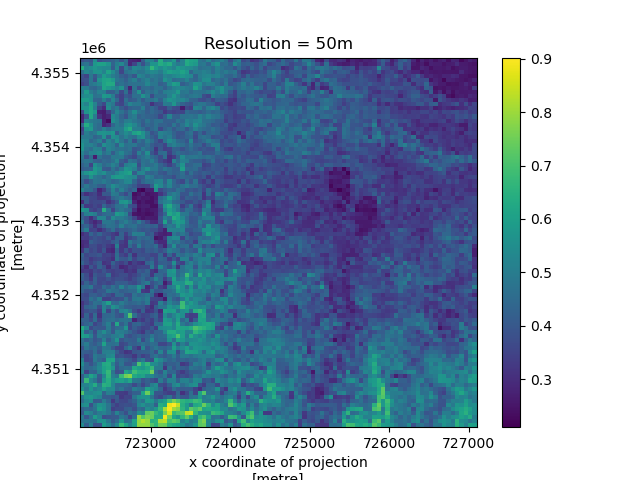 Resolution = 50m
1e6
4.355
4.354
4.353
4.352
4.351
y coordinate of projection
[metre]
723000 724000 725000 726000 727000
x coordinate of projection
[metre]
0.9
0.8
0.7
0.6
0.5
0.4
0.3